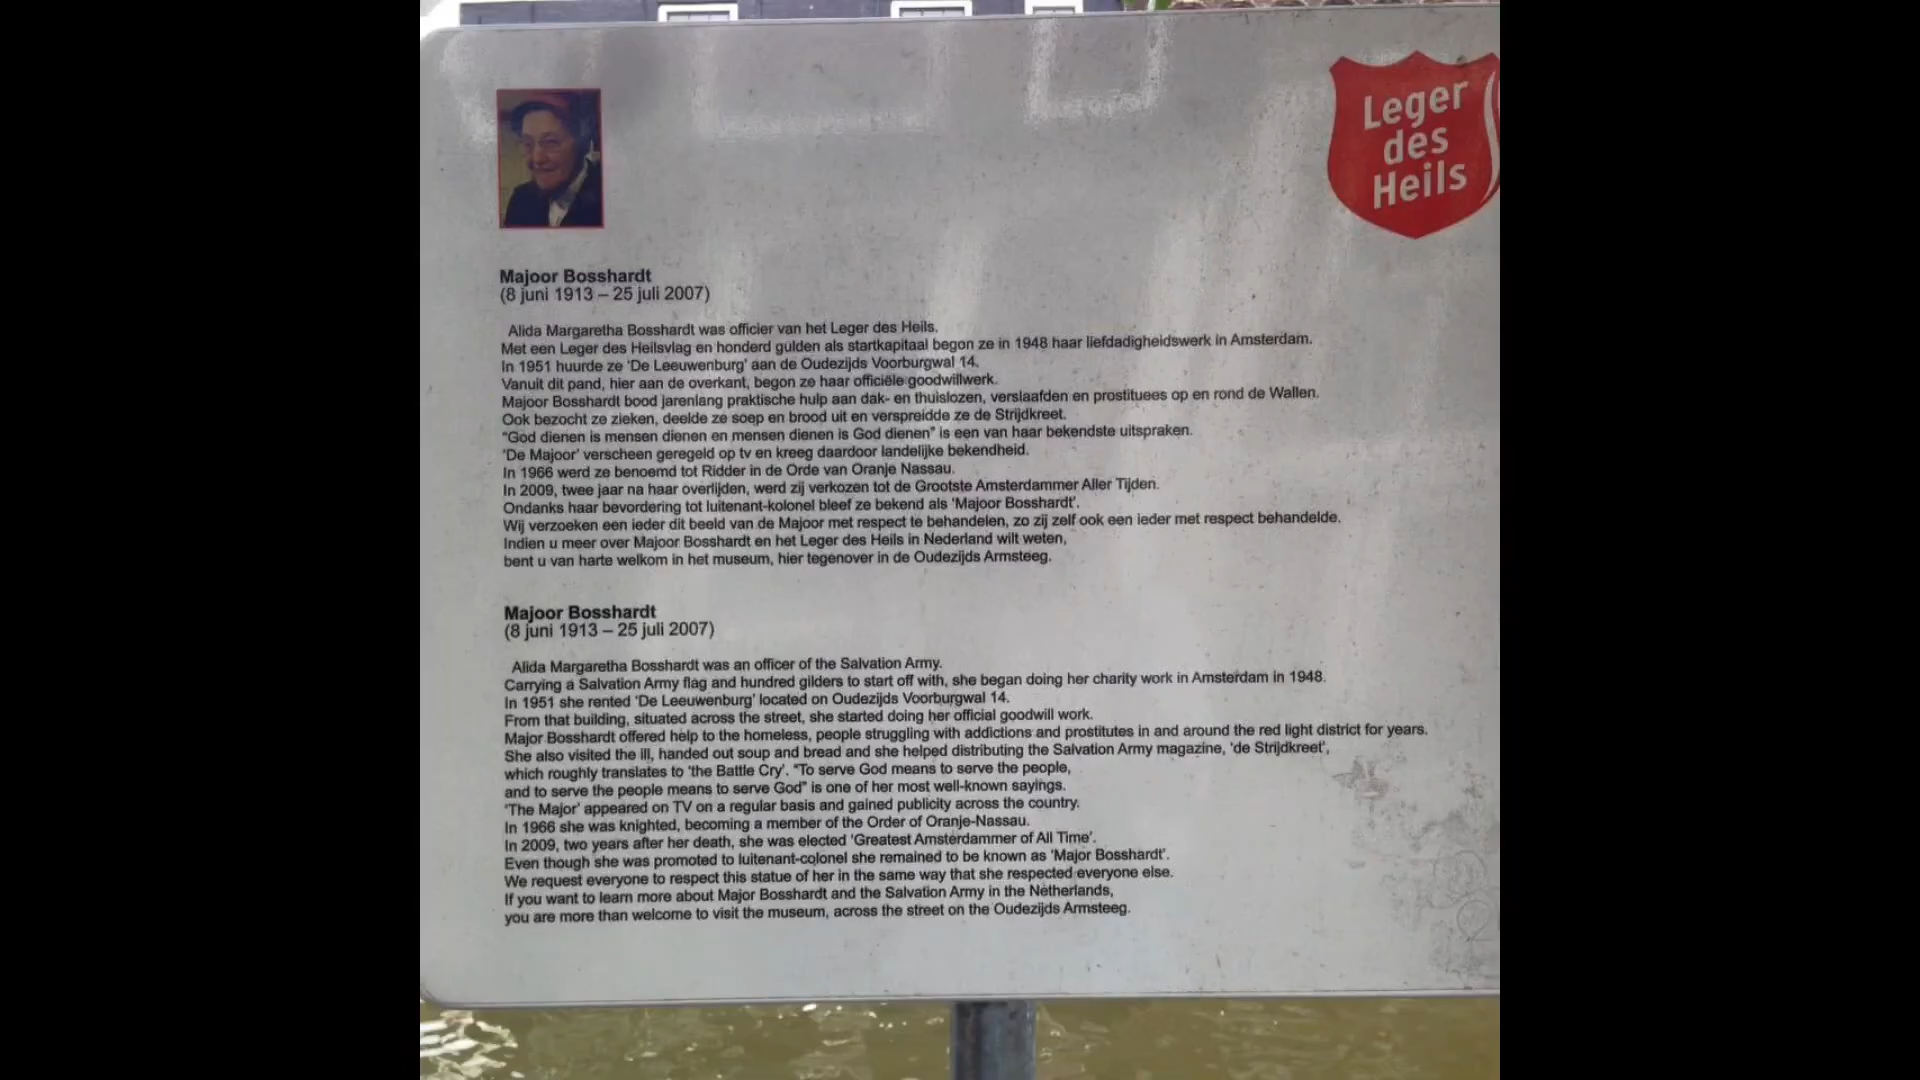 Leger
des
Heils
Majoor Bosshardt
(8 juni 1913 – 25 juli 2007)
Alida Margaretha Bosshardt was officier van het Leger des Heils.
Met een Leger des Heilsvlag en honderd gulden als startkapitaal begon ze in 1948 haar liefdadigheidswerk in Amsterdam.
In 1951 huurde ze 'De Leeuwenburg' aan de Oudezijds Voorburgwal 14.
Vanuit dit pand, hier aan de overkant, begon ze haar officiële goodwillwerk.
Majoor Bosshardt bood jarenlang praktische hulp aan dak- en thuislozen, verslaafden en prostituees op en rond de Wallen.
Ook bezocht ze zieken, deelde ze soep en brood uit en verspreidde ze de Strijdkreet.
"God dienen is mensen dienen en mensen dienen is God dienen" is een van haar bekendste uitspraken.
'De Majoor' verscheen geregeld op tv en kreeg daardoor landelijke bekendheid.
In 1966 werd ze benoemd tot Ridder in de Orde van Oranje Nassau.
In 2009, twee jaar na haar overlijden, werd zij verkozen tot de Grootste Amsterdammer Aller Tijden.
Ondanks haar bevordering tot luitenant-kolonel bleef ze bekend als 'Majoor Bosshardt'.
Wij verzoeken een ieder dit beeld van de Majoor met respect te behandelen, zo zij zelf ook een ieder met respect behandelde.
Indien u meer over Majoor Bosshardt en het Leger des Heils in Nederland wilt weten,
bent u van harte welkom in het museum, hier tegenover in de Oudezijds Armsteeg.
Majoor Bosshardt
(8 juni 1913 – 25 juli 2007)
Alida Margaretha Bosshardt was an officer of the Salvation Army.
Carrying a Salvation Army flag and hundred gilders to start off with, she began doing her charity work in Amsterdam in 1948.
In 1951 she rented 'De Leeuwenburg' located on Oudezijds Voorburgwal 14.
From that building, situated across the street, she started doing her official goodwill work.
Major Bosshardt offered help to the homeless, people struggling with addictions and prostitutes in and around the red light district for years.
She also visited the ill, handed out soup and bread and she helped distributing the Salvation Army magazine, 'de Strijdkreet',
which roughly translates to 'the Battle Cry'. "To serve God means to serve the people,
and to serve the people means to serve God" is one of her most well-known sayings.
'The Major' appeared on TV on a regular basis and gained publicity across the country.
In 1966 she was knighted, becoming a member of the Order of Oranje-Nassau.
In 2009, two years after her death, she was elected 'Greatest Amsterdammer of All Time'.
Even though she was promoted to luitenant-colonel she remained to be known as 'Major Bosshardt'.
We request everyone to respect this statue of her in the same way that she respected everyone else.
If you want to learn more about Major Bosshardt and the Salvation Army in the Netherlands,
you are more than welcome to visit the museum, across the street on the Oudezijds Armsteeg.